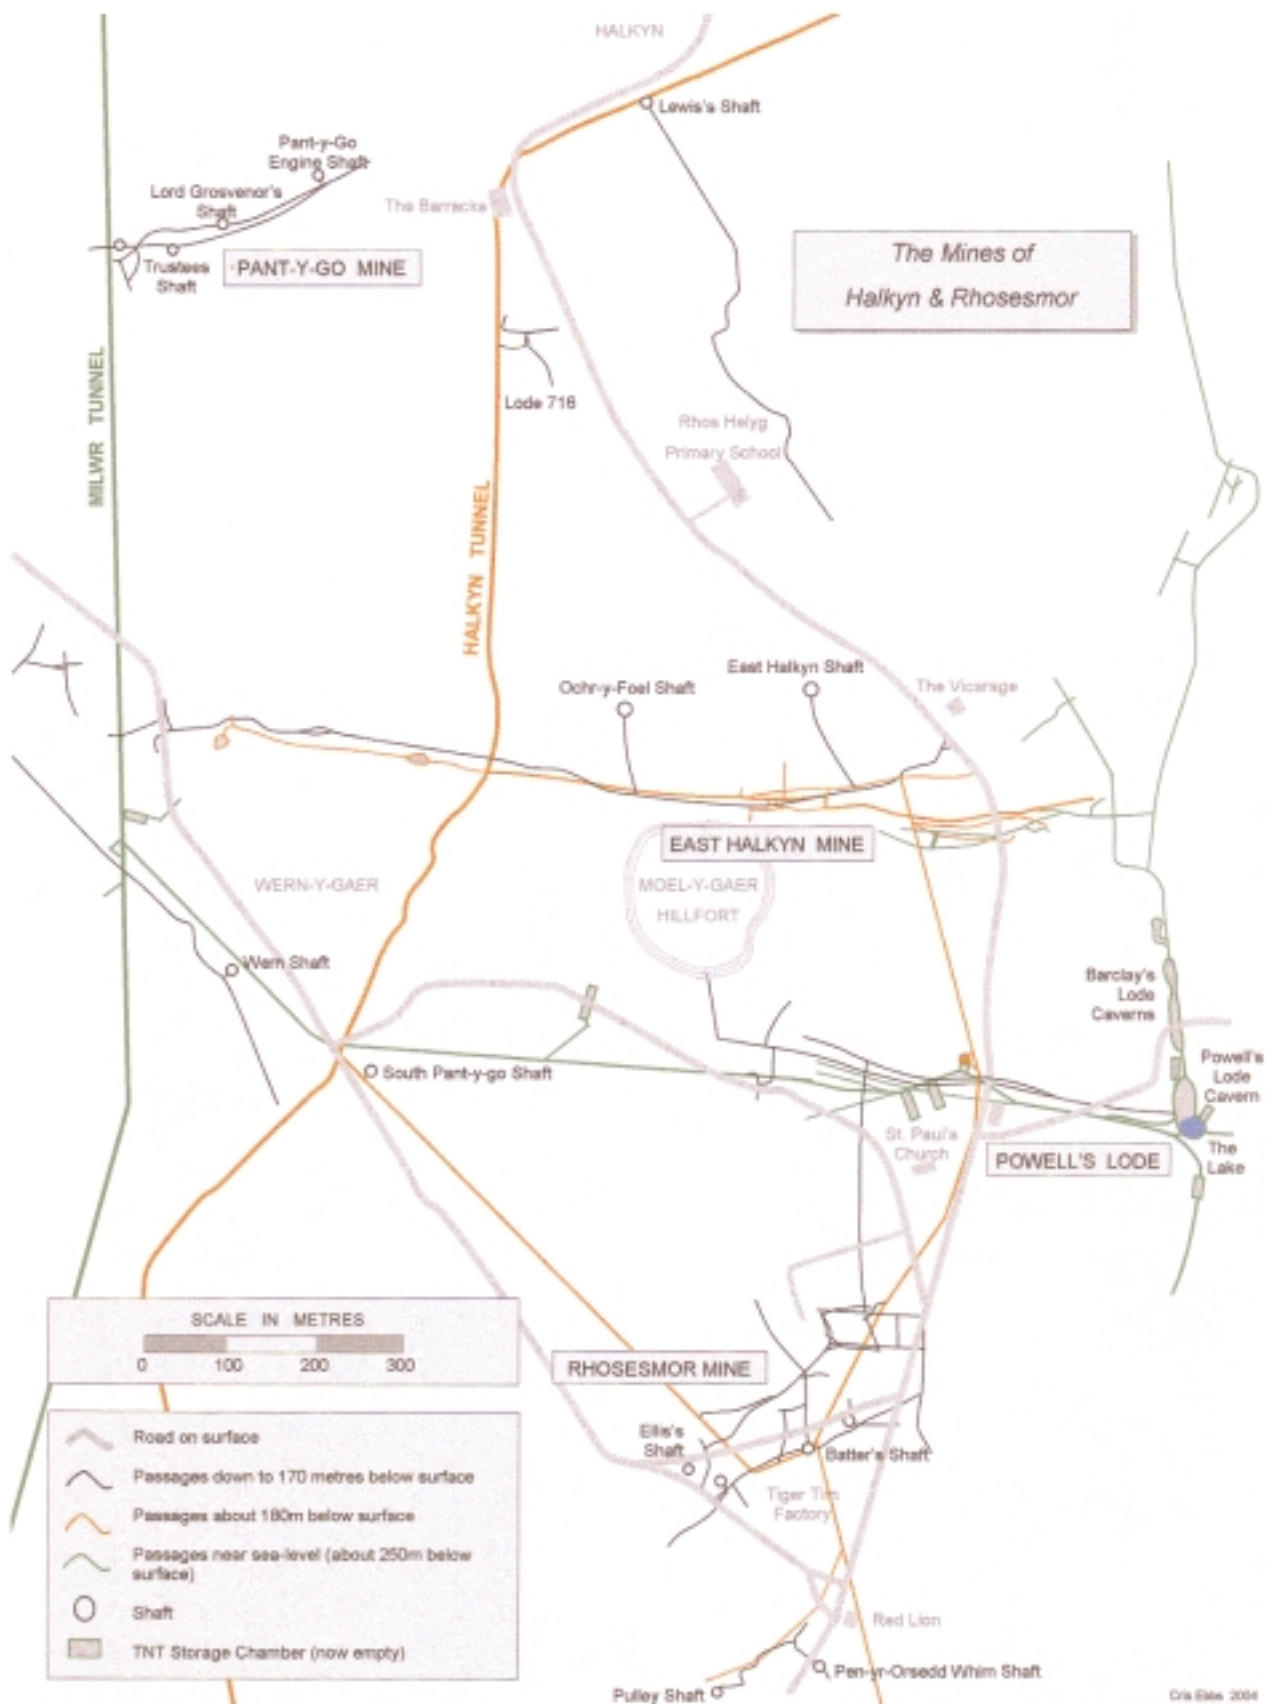 HALKYN
Lewis's Shaft
Pant-y-Go
Engine Shaft
Lord Grosvenor's
Shaft
The Barracks
Trustees
Shaft
PANT-Y-GO MINE
The Mines of
Halkyn & Rhosesmor
MILWR TUNNEL
Lode 716
Rhos Helyg
Primary School
HALKYN TUNNEL
East Halkyn Shaft
Ochr-y-Foel Shaft
The Vicarage
EAST HALKYN MINE
WERN-Y-GAER
MOEL-Y-GAER
HILLFORT
Wern Shaft
Barclay's
Lode
Caverns
South Pant-y-go Shaft
Powell's
Lode
Cavern
St. Paul's
Church
POWELL'S LODE
The
Lake
SCALE IN METRES
0 100 200 300
RHOSESMOR MINE
Ellis's
Shaft
Batter's Shaft
Tiger Tim
Factory
Road on surface
Passages down to 170 metres below surface
Passages about 180m below surface
Passages near sea-level (about 250m below
surface)
Shaft
TNT Storage Chamber (now empty)
Red Lion
Pen-yr-Orsedd Whim Shaft
Pulley Shaft
Cris Ebbs 2004